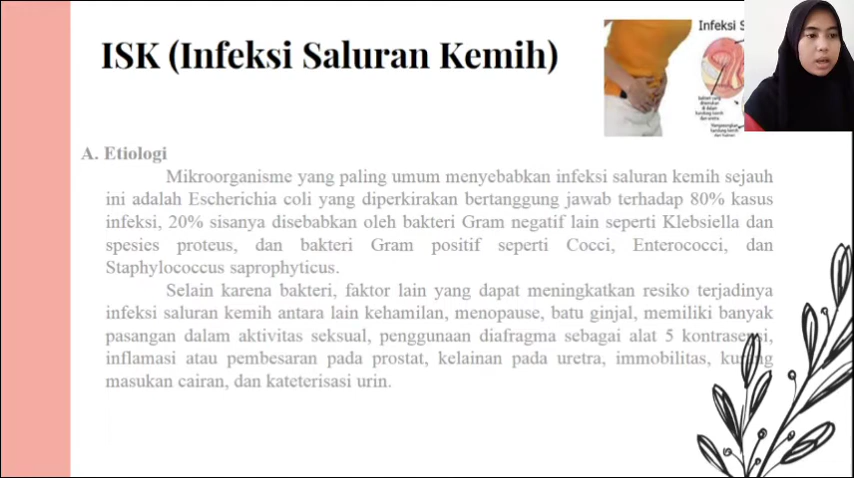 ISK (Infeksi Saluran Kemih)
Infeksi S
A. Etiologi
Mikroorganisme yang paling umum menyebabkan infeksi saluran kemih sejauh
ini adalah Escherichia coli yang diperkirakan bertanggung jawab terhadap 80% kasus
infeksi, 20% sisanya disebabkan oleh bakteri Gram negatif lain seperti Klebsiella dan
spesies proteus, dan bakteri Gram positif seperti Cocci, Enterococci, dan
Staphylococcus saprophyticus.
Selain karena bakteri, faktor lain yang dapat meningkatkan resiko terjadinya
infeksi saluran kemih antara lain kehamilan, menopause, batu ginjal, memiliki banyak
pasangan dalam aktivitas seksual, penggunaan diafragma sebagai alat 5
inflamasi atau pembesaran pada prostat, kelainan pada uretra, immobilitas,
masukan cairan, dan kateterisasi urin.